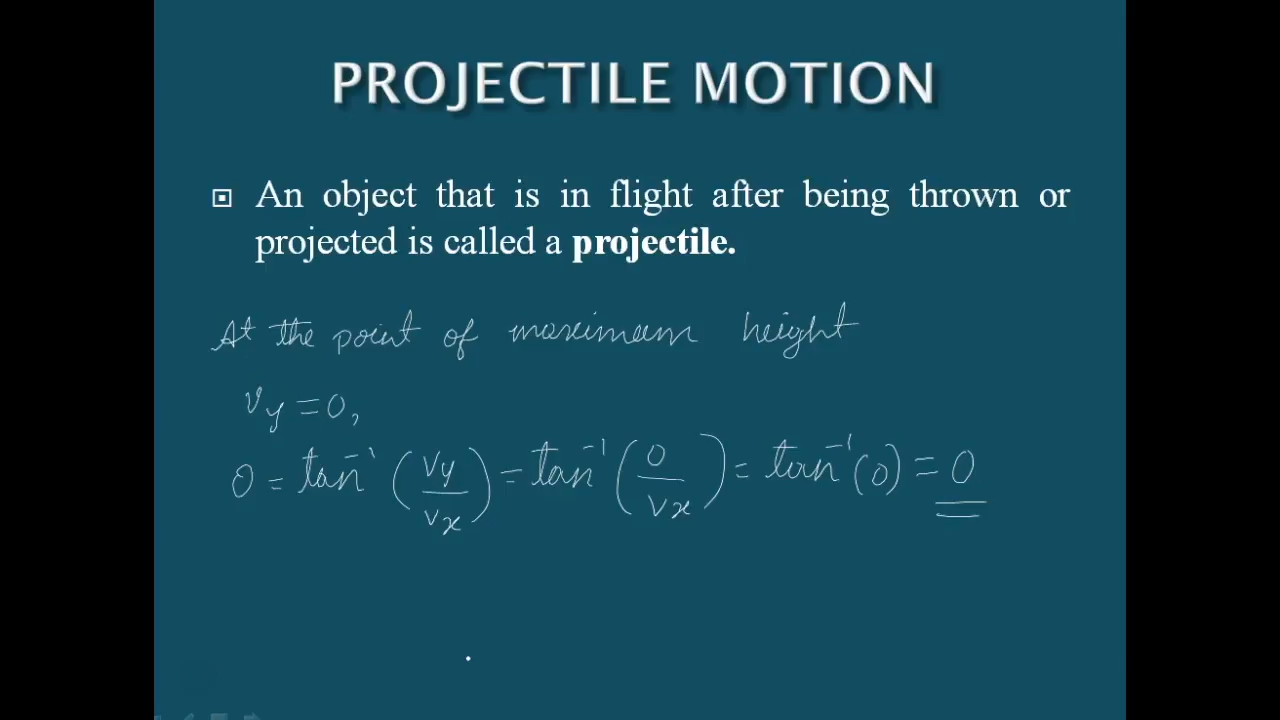 PROJECTILE MOTION
An object that is in flight after being thrown or
projected is called a projectile.
At the point of maximum height
vy = 0,
θ = tan⁻¹ (vy/vx) = tan⁻¹ (0/vx) = tan⁻¹ (0) = 0